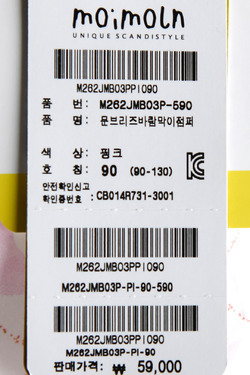 moimoln
UNIQUE SCANDISTYLE
M262JMB03PPI090
품 번: M262JMB03P-590
품 명: 문브리즈바람막이점퍼
색 상: 핑크
호 칭: 90 (90-130)
안전확인신고
확인증번호 : CB014R731-3001
M262JMB03PPI090
M262JMB03P-PI-90-590
M262JMB03PPI090
M262JMB03P-PI-90
판매가격: ₩ 59,000